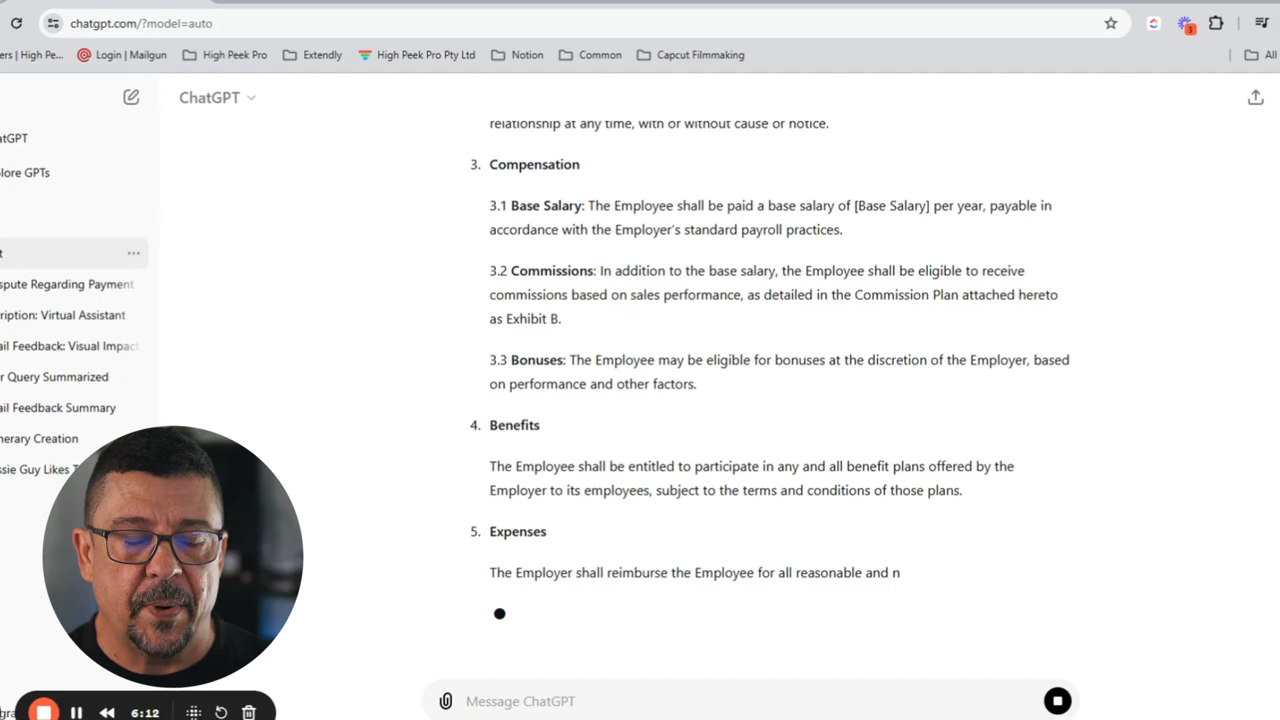 chatgpt.com/?model=auto
ers | High Pe... Login | Mailgun High Peek Pro Extendly High Peek Pro Pty Ltd Notion Common Capcut Filmmaking All
3
ChatGPT
atGPT
lore GPTs
t
spute Regarding Payment
ription: Virtual Assistant
ail Feedback: Visual Impac
r Query Summarized
ail Feedback Summary
nerary Creation
ssie Guy Likes T
relationship at any time, with or without cause or notice.
3. Compensation
3.1 Base Salary: The Employee shall be paid a base salary of [Base Salary] per year, payable in
accordance with the Employer's standard payroll practices.
3.2 Commissions: In addition to the base salary, the Employee shall be eligible to receive
commissions based on sales performance, as detailed in the Commission Plan attached hereto
as Exhibit B.
3.3 Bonuses: The Employee may be eligible for bonuses at the discretion of the Employer, based
on performance and other factors.
4. Benefits
The Employee shall be entitled to participate in any and all benefit plans offered by the
Employer to its employees, subject to the terms and conditions of those plans.
5. Expenses
The Employer shall reimburse the Employee for all reasonable and n
Message ChatGPT
6:12